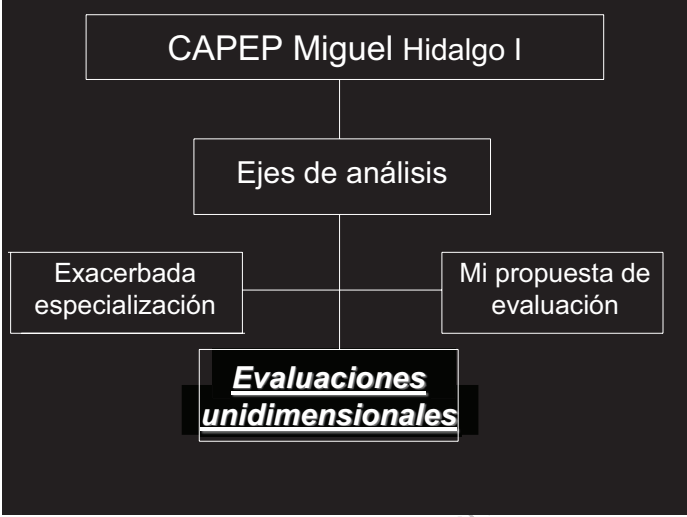 CAPEP Miguel Hidalgo I
Ejes de análisis
Exacerbada
especialización
Mi propuesta de
evaluación
Evaluaciones
unidimensionales